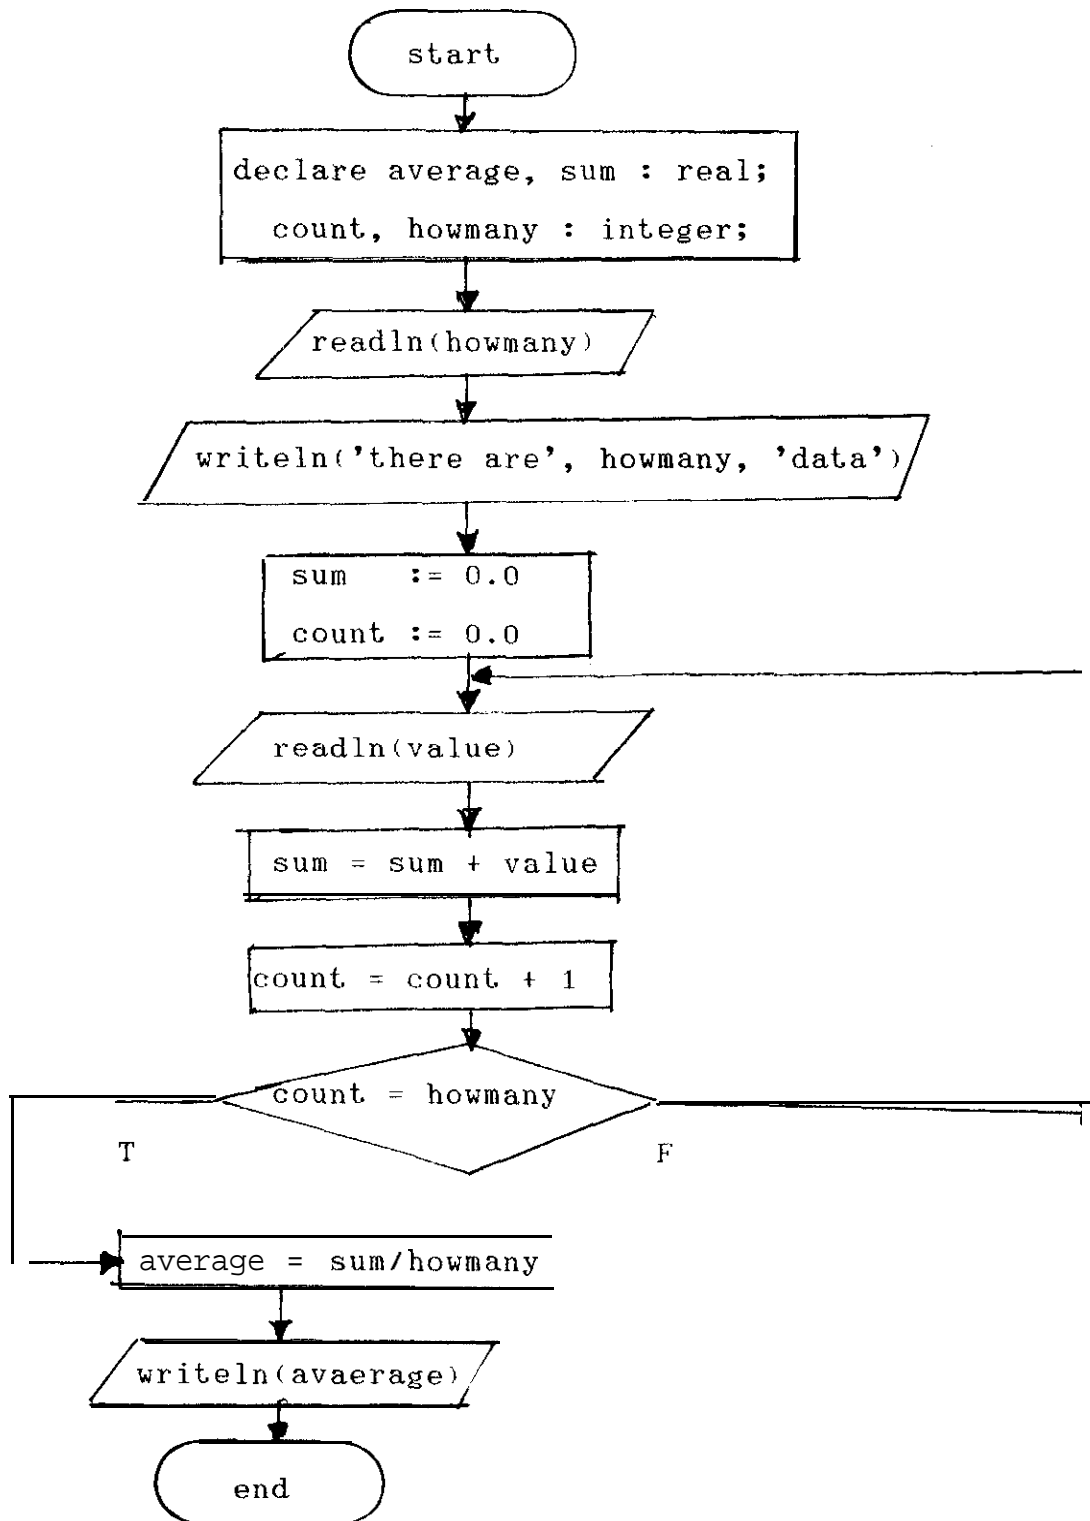 start
declare average, sum : real;
count, howmany : integer;
readln(howmany)
writeln('there are', howmany, 'data')
sum := 0.0
count := 0.0
readln(value)
sum = sum + value
count = count + 1
count = howmany
T
F
average = sum/howmany
writeln(avaerage)
end